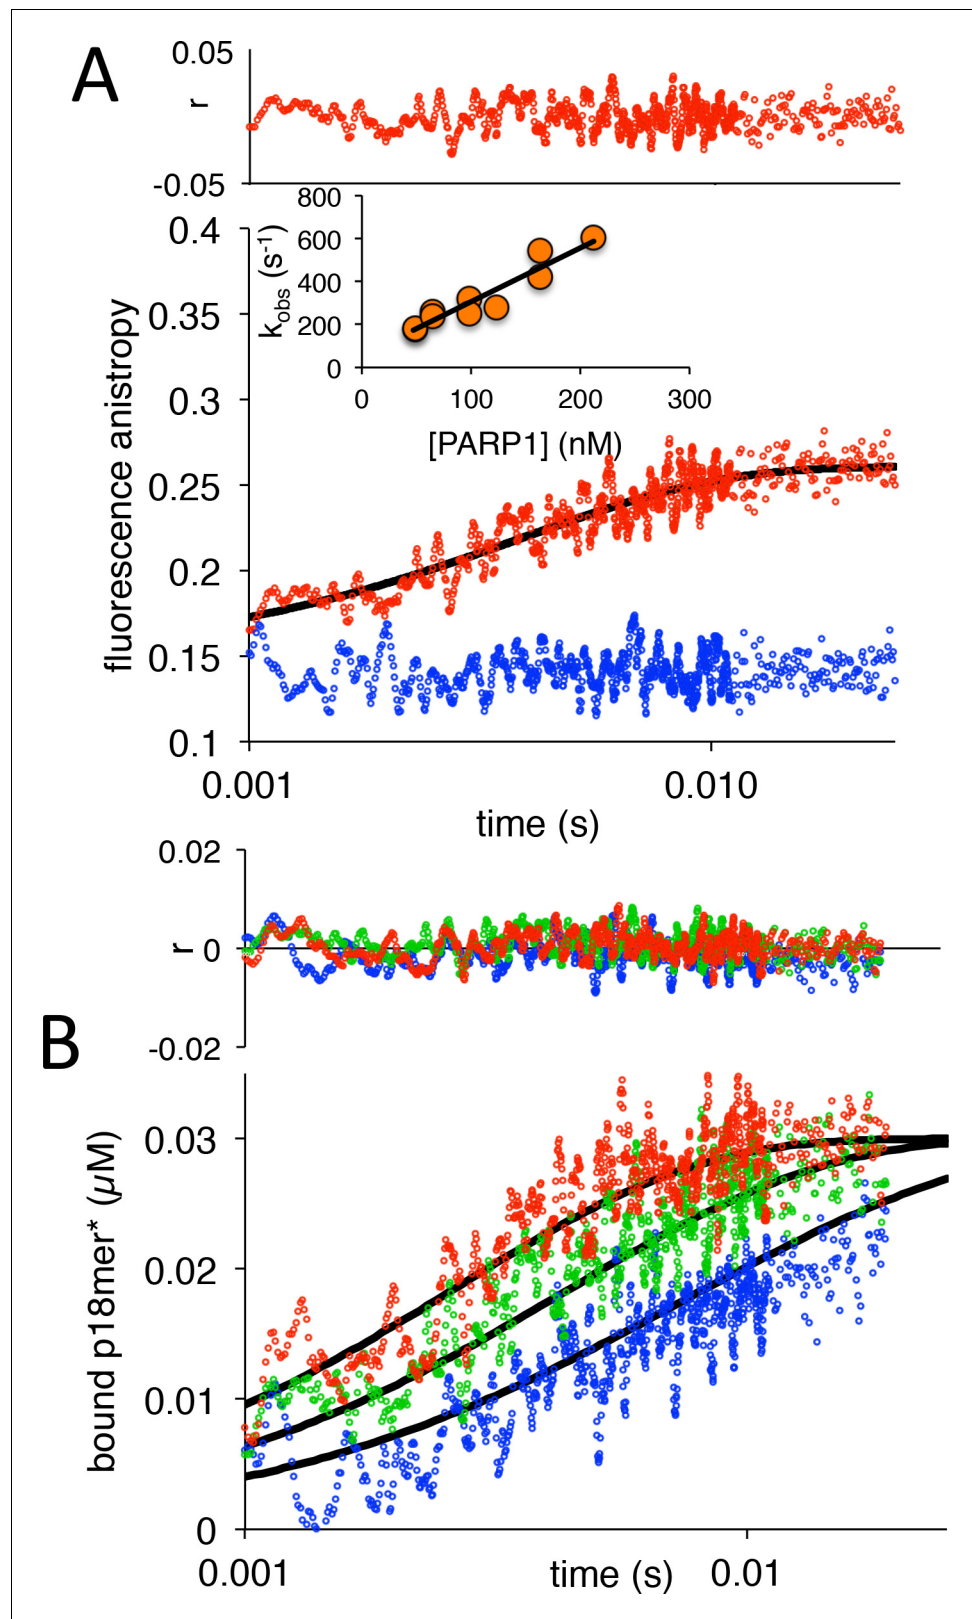 A
0.05
r
-0.05
800
600
400
200
0
k_obs (s^-1)
0
100
200
300
[PARP1] (nM)
0.4
0.35
0.3
0.25
0.2
0.15
0.1
fluorescence anistropy
0.001
0.010
time (s)
0.02
r
0
-0.02
B
0.03
0.02
0.01
0
bound p18mer* (µM)
0.001
time (s)
0.01